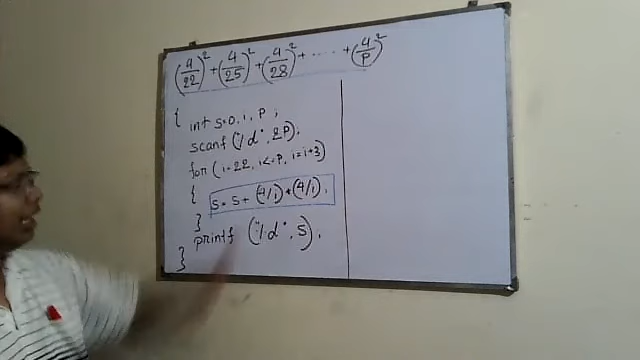 (4/22)² + (4/25)² + (4/28)² + ..... + (4/P)²
{ int s=0, i, P ;
scanf ("%d", &P);
for (i=22, i<=P, i=i+3)
{
s = s + (4/i) * (4/i),
}
printf ("%d", s),
}